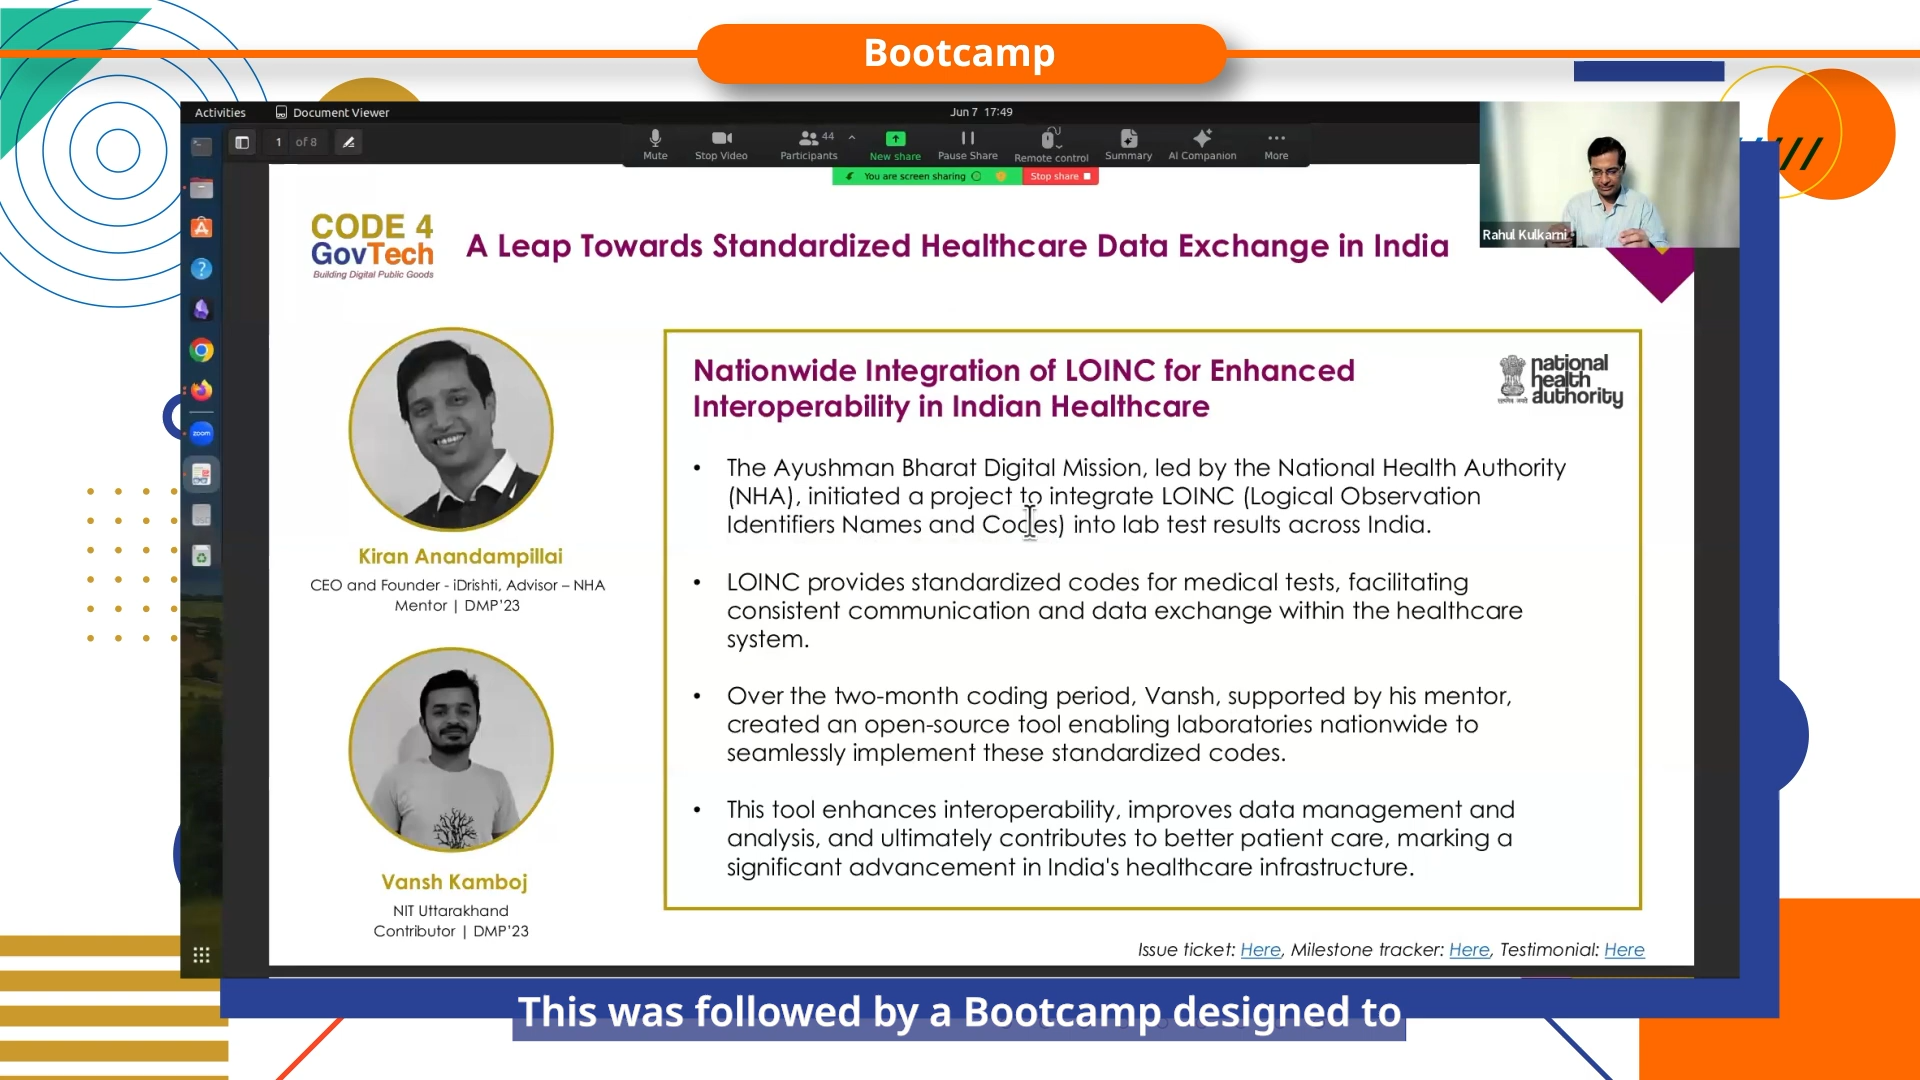 Bootcamp
Activities
Document Viewer
Jun 7 17:49
1 of 8
Mute
Stop Video
Participants
44
New share
Pause Share
Remote control
Summary
AI Companion
More
You are screen sharing
Stop share
Rahul Kulkarni
CODE 4
GovTech
Building Digital Public Goods
A Leap Towards Standardized Healthcare Data Exchange in India
Kiran Anandampillai
CEO and Founder - iDrishti, Advisor – NHA
Mentor | DMP'23
Vansh Kamboj
NIT Uttarakhand
Contributor | DMP'23
Nationwide Integration of LOINC for Enhanced
Interoperability in Indian Healthcare
national
health
authority
• The Ayushman Bharat Digital Mission, led by the National Health Authority
(NHA), initiated a project to integrate LOINC (Logical Observation
Identifiers Names and Codes) into lab test results across India.
• LOINC provides standardized codes for medical tests, facilitating
consistent communication and data exchange within the healthcare
system.
• Over the two-month coding period, Vansh, supported by his mentor,
created an open-source tool enabling laboratories nationwide to
seamlessly implement these standardized codes.
• This tool enhances interoperability, improves data management and
analysis, and ultimately contributes to better patient care, marking a
significant advancement in India's healthcare infrastructure.
Issue ticket: Here, Milestone tracker: Here, Testimonial: Here
zoom
This was followed by a Bootcamp designed to